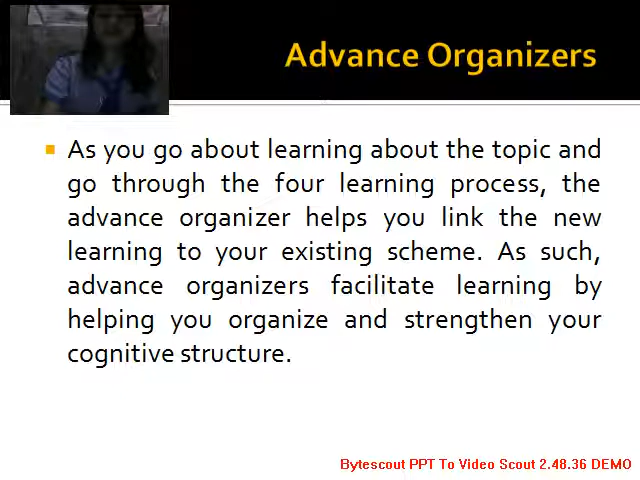 Advance Organizers
As you go about learning about the topic and
go through the four learning process, the
advance organizer helps you link the new
learning to your existing scheme. As such,
advance organizers facilitate learning by
helping you organize and strengthen your
cognitive structure.
Bytescout PPT To Video Scout 2.48.36 DEMO